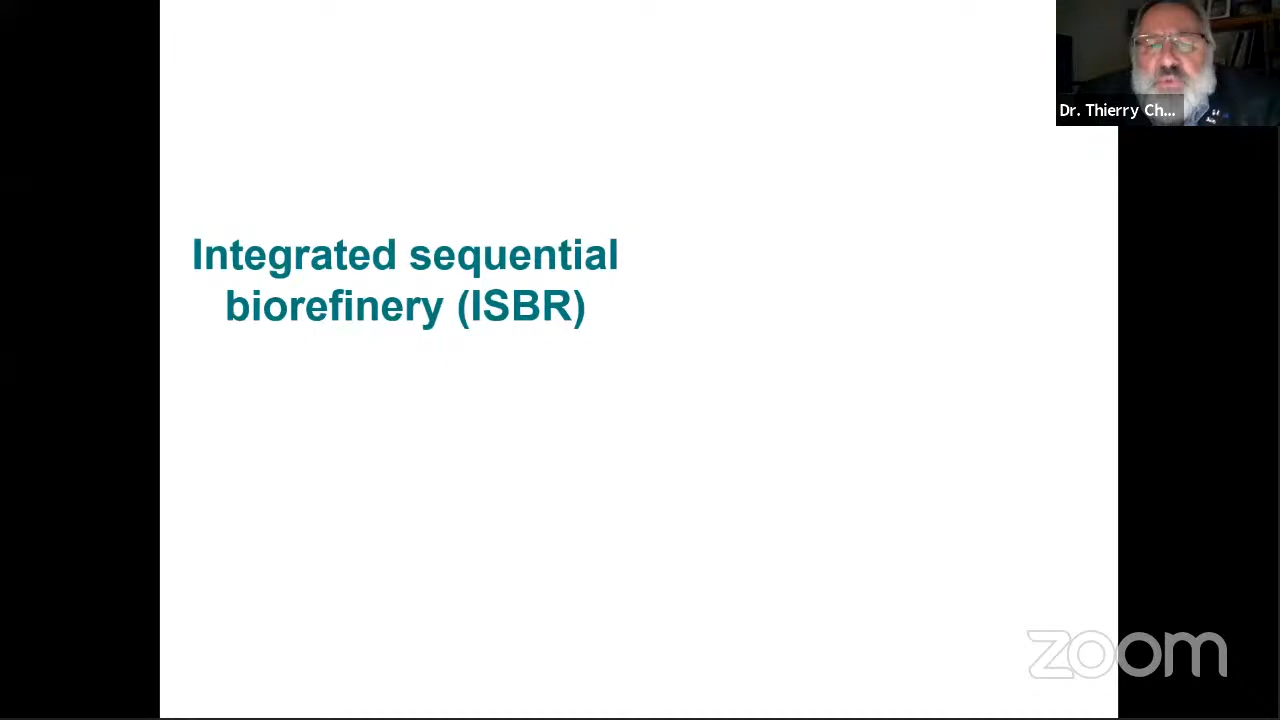 Dr. Thierry Ch...
Integrated sequential
biorefinery (ISBR)
zoom